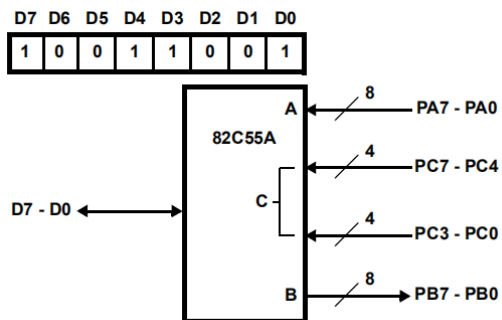 D7 D6 D5 D4 D3 D2 D1 D0
1 0 0 1 1 0 0 1
8
A PA7 - PA0
82C55A
4
PC7 - PC4
D7 - D0 C
4
PC3 - PC0
8
B PB7 - PB0